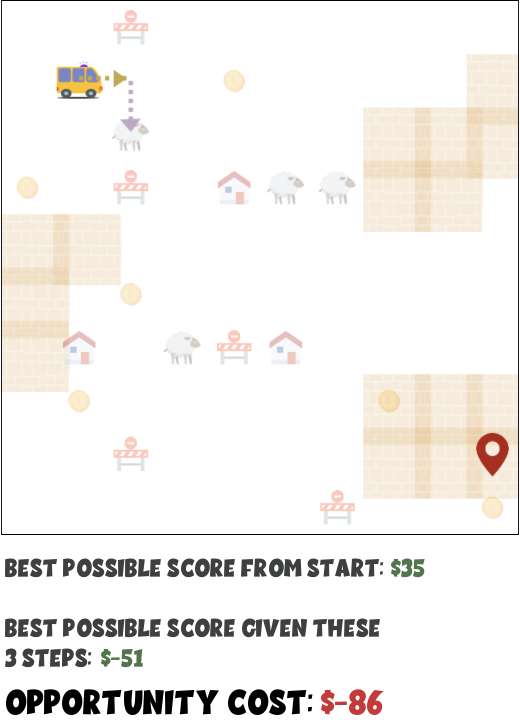 BEST POSSIBLE SCORE FROM START: $35
BEST POSSIBLE SCORE GIVEN THESE
3 STEPS: $-51
OPPORTUNITY COST: $-86